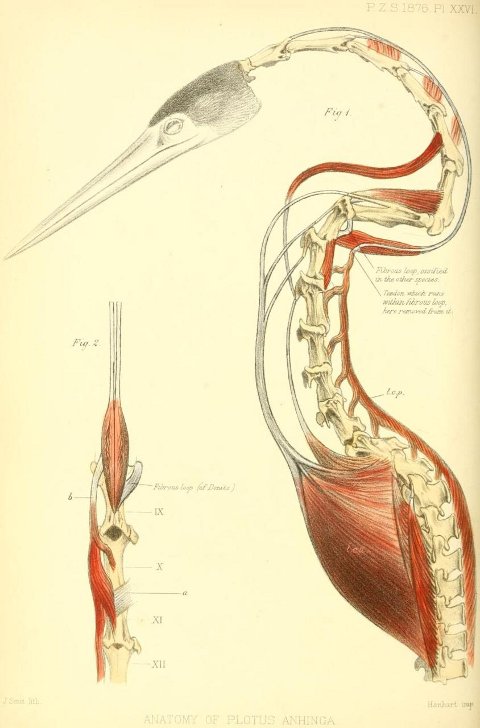 P.Z.S. 1876. Pl. XXVI.
Fig 1.
Fibrous loop, ossified
in the other species.
Tendon which runs
within fibrous loop,
here removed from it.
Fig. 2.
l.c.p.
Fibrous loop (of Donitz)
b
IX
X
a
XI
XII
J Smit lith.
Hanhart imp
ANATOMY OF PLOTUS ANHINGA